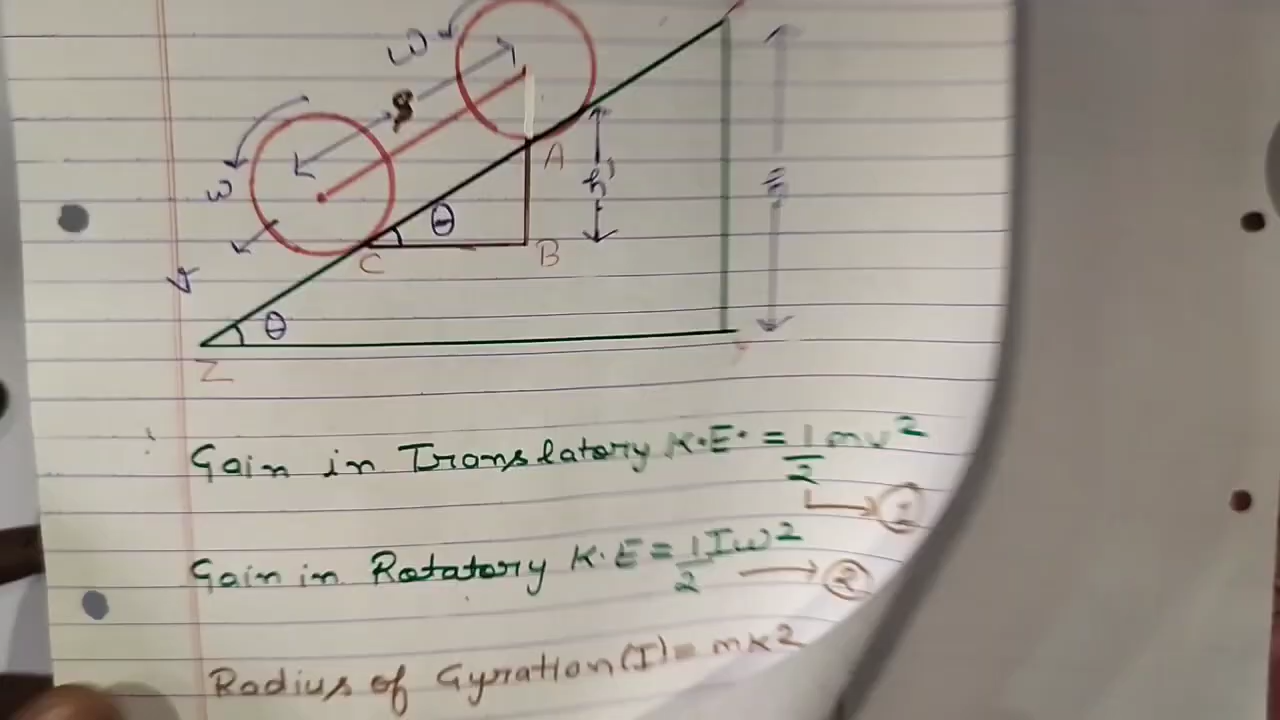 ω
S
ω
A
h'
θ
B
C
v
h
θ
Z
Gain in Translatory K.E. = 1/2 mv²
→ 1
Gain in Rotatory K.E = 1/2 Iω² → 2
Radius of Gyration (I) = mk²